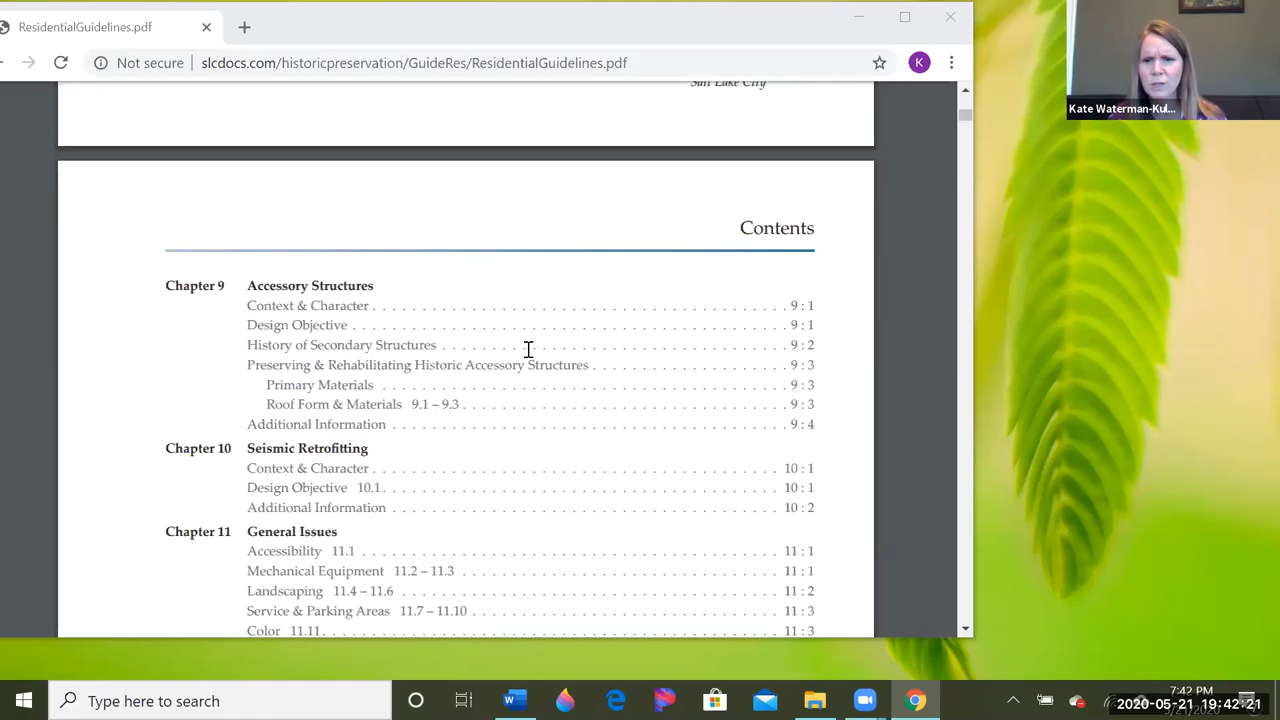 ResidentialGuidelines.pdf
Not secure slcdocs.com/historicpreservation/GuideRes/ResidentialGuidelines.pdf K
Salt Lake City
Kate Waterman-Kul...
Contents
Chapter 9 Accessory Structures
Context & Character . . . . . . . . . . . . . . . . . . . . . . . . . . . . . . . . . . . . . . . . 9 : 1
Design Objective . . . . . . . . . . . . . . . . . . . . . . . . . . . . . . . . . . . . . . . . . . 9 : 1
History of Secondary Structures . . . . . . . . . . . . . . . . . . . . . . . . . . . . . . . . . 9 : 2
Preserving & Rehabilitating Historic Accessory Structures . . . . . . . . . . . . . . . . . . 9 : 3
Primary Materials . . . . . . . . . . . . . . . . . . . . . . . . . . . . . . . . . . . . . . . 9 : 3
Roof Form & Materials 9.1 – 9.3 . . . . . . . . . . . . . . . . . . . . . . . . . . . . . . . 9 : 3
Additional Information . . . . . . . . . . . . . . . . . . . . . . . . . . . . . . . . . . . . . . 9 : 4
Chapter 10 Seismic Retrofitting
Context & Character . . . . . . . . . . . . . . . . . . . . . . . . . . . . . . . . . . . . . . . . 10 : 1
Design Objective 10.1 . . . . . . . . . . . . . . . . . . . . . . . . . . . . . . . . . . . . . . . 10 : 1
Additional Information . . . . . . . . . . . . . . . . . . . . . . . . . . . . . . . . . . . . . . 10 : 2
Chapter 11 General Issues
Accessibility 11.1 . . . . . . . . . . . . . . . . . . . . . . . . . . . . . . . . . . . . . . . . . 11 : 1
Mechanical Equipment 11.2 – 11.3 . . . . . . . . . . . . . . . . . . . . . . . . . . . . . . . 11 : 1
Landscaping 11.4 – 11.6 . . . . . . . . . . . . . . . . . . . . . . . . . . . . . . . . . . . . . 11 : 2
Service & Parking Areas 11.7 – 11.10 . . . . . . . . . . . . . . . . . . . . . . . . . . . . . . 11 : 3
Color 11.11 . . . . . . . . . . . . . . . . . . . . . . . . . . . . . . . . . . . . . . . . . . . . 11 : 3
Type here to search
7:42 PM
2020-05-21 19:42:21